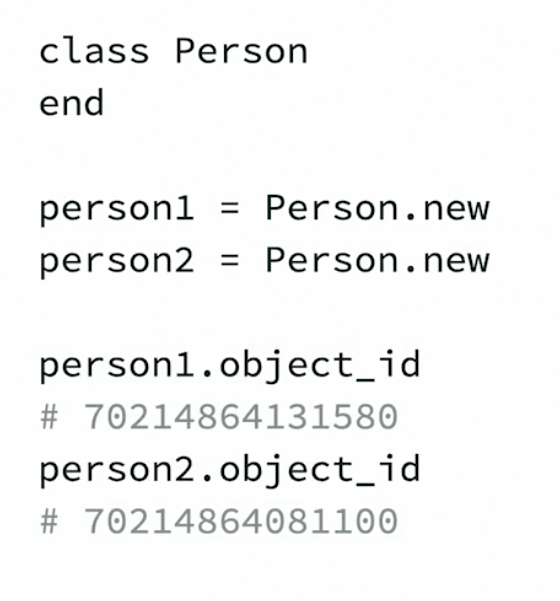 class Person
end
person1 = Person.new
person2 = Person.new
person1.object_id
# 70214864131580
person2.object_id
# 70214864081100